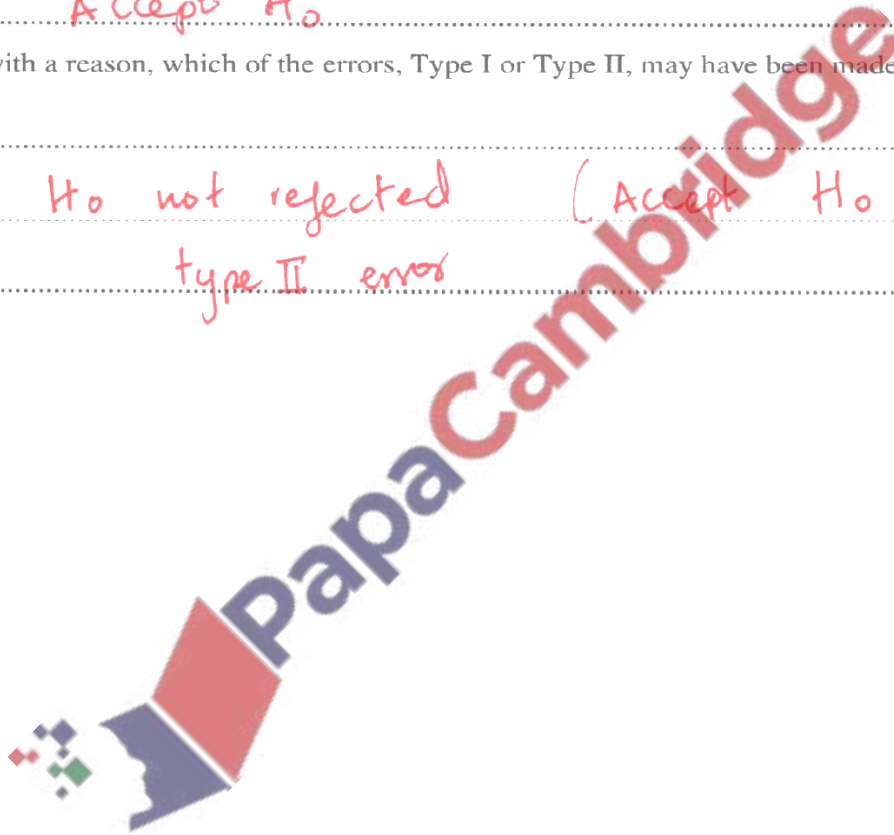 Accept H₀
with a reason, which of the errors, Type I or Type II, may have been made
H₀ not rejected (Accept H₀
type II error
PapaCambridge